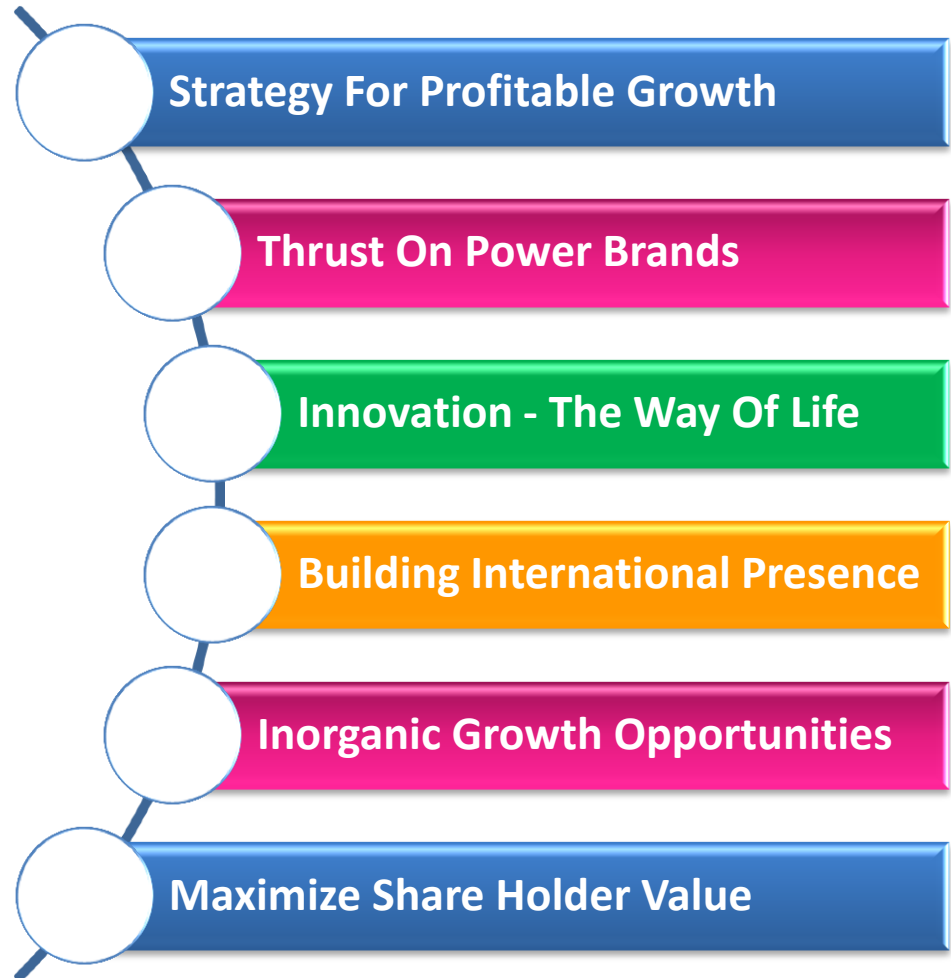 Strategy For Profitable Growth
Thrust On Power Brands
Innovation - The Way Of Life
Building International Presence
Inorganic Growth Opportunities
Maximize Share Holder Value